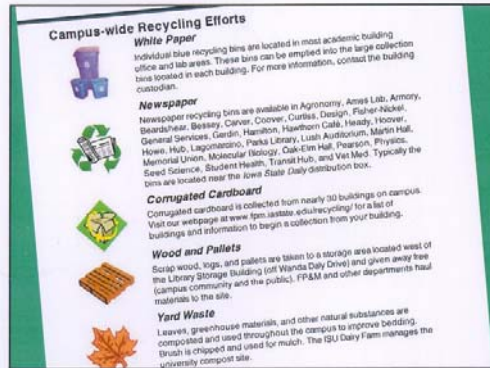 Campus-wide Recycling Efforts
White Paper
Individual blue recycling bins are located in most academic building
office and lab areas. These bins can be emptied into the large collection
bins located in each building. For more information, contact the building
custodian.
Newspaper
Newspaper recycling bins are available in Agronomy, Ames Lab, Armory,
Beardshear, Bessey, Carver, Coover, Curtiss, Design, Fisher-Nickel,
General Services, Gerdin, Hamilton, Hawthorn Café, Heady, Hoover,
Howe, Hub, Lagomarcino, Parks Library, Lush Auditorium, Martin Hall,
Memorial Union, Molecular Biology, Oak-Elm Hall, Pearson, Physics,
Seed Science, Student Health, Transit Hub, and Vet Med. Typically the
bins are located near the Iowa State Daily distribution box.
Corrugated Cardboard
Corrugated cardboard is collected from nearly 30 buildings on campus.
Visit our webpage at www.fpm.iastate.edu/recycling/ for a list of
buildings and information to begin a collection from your building.
Wood and Pallets
Scrap wood, logs, and pallets are taken to a storage area located west of
the Library Storage Building (off Wanda Daly Drive) and given away free
(campus community and the public). FP&M and other departments haul
materials to the site.
Yard Waste
Leaves, greenhouse materials, and other natural substances are
composted and used throughout the campus to improve bedding.
Brush is chipped and used for mulch. The ISU Dairy Farm manages the
university compost site.